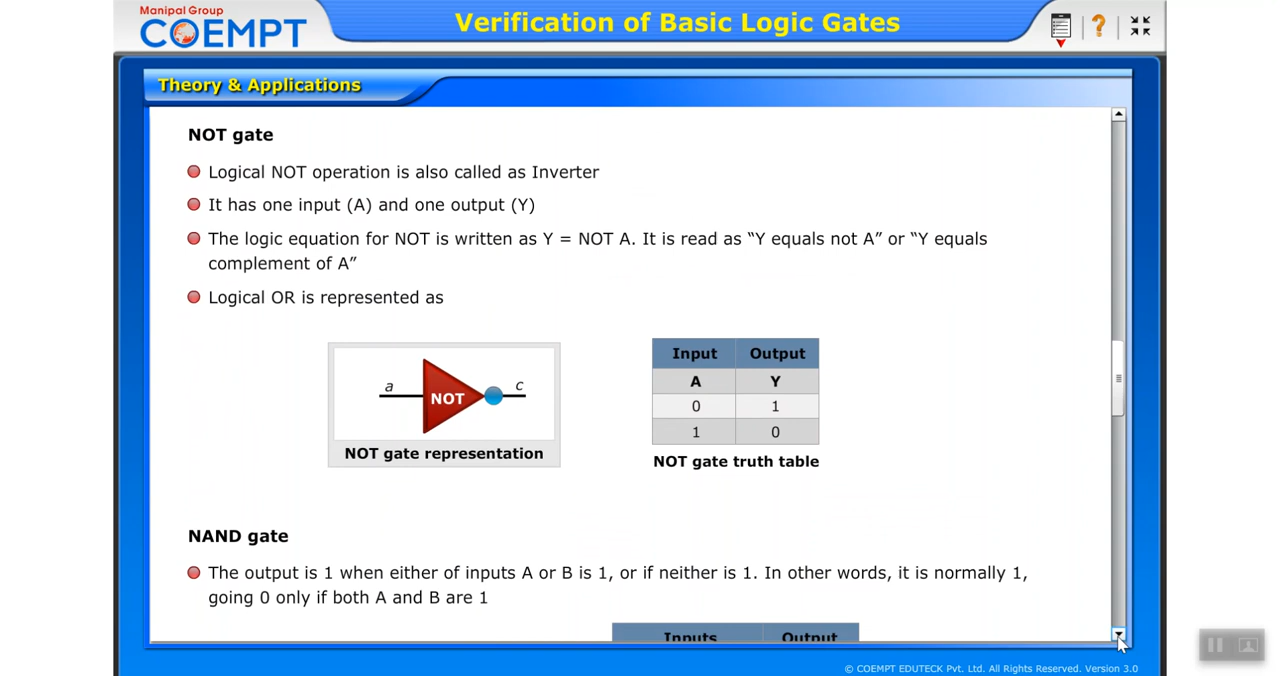 Manipal Group
COEMPT
Verification of Basic Logic Gates
?
Theory & Applications
NOT gate
Logical NOT operation is also called as Inverter
It has one input (A) and one output (Y)
The logic equation for NOT is written as Y = NOT A. It is read as “Y equals not A” or “Y equals
complement of A”
Logical OR is represented as
a
NOT
c
NOT gate representation
Input Output
A Y
0 1
1 0
NOT gate truth table
NAND gate
The output is 1 when either of inputs A or B is 1, or if neither is 1. In other words, it is normally 1,
going 0 only if both A and B are 1
Inputs Output
© COEMPT EDUTECK Pvt. Ltd. All Rights Reserved. Version 3.0